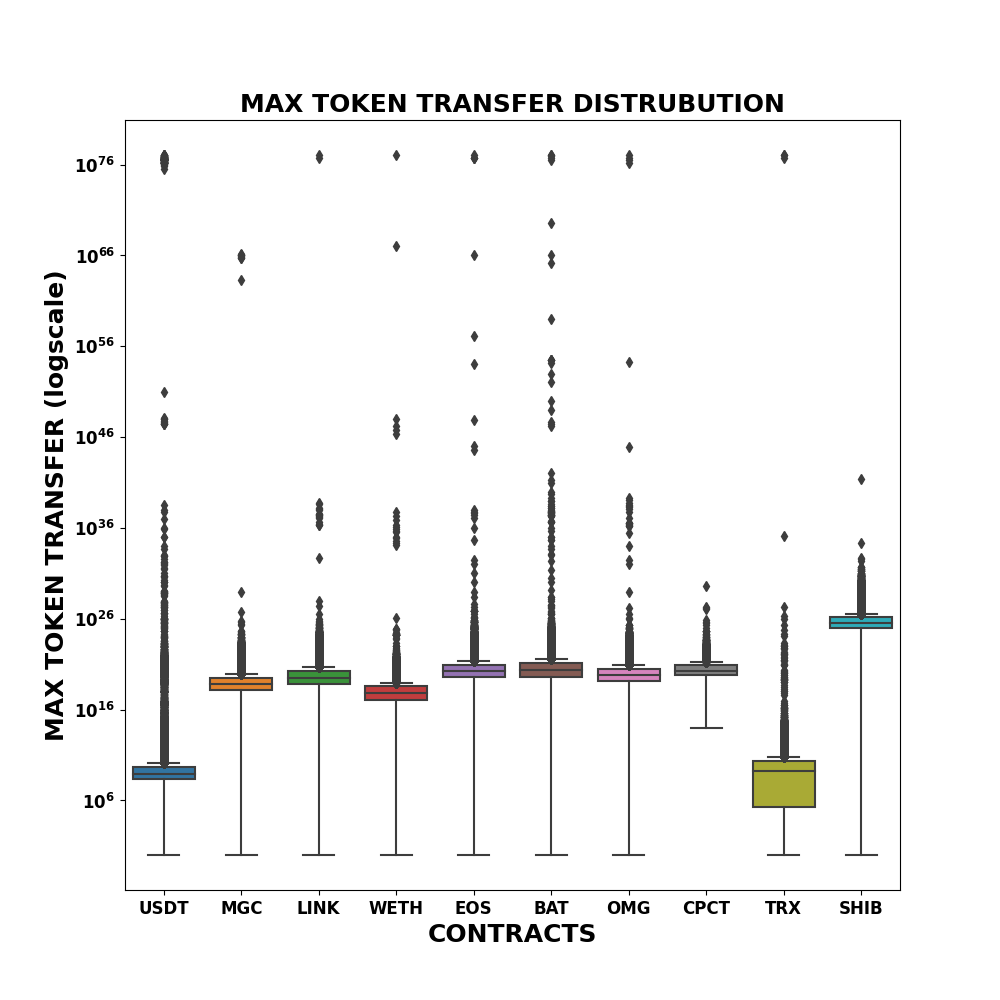 MAX TOKEN TRANSFER DISTRUBUTION
MAX TOKEN TRANSFER (logscale)
10^76
10^66
10^56
10^46
10^36
10^26
10^16
10^6
USDT MGC LINK WETH EOS BAT OMG CPCT TRX SHIB
CONTRACTS